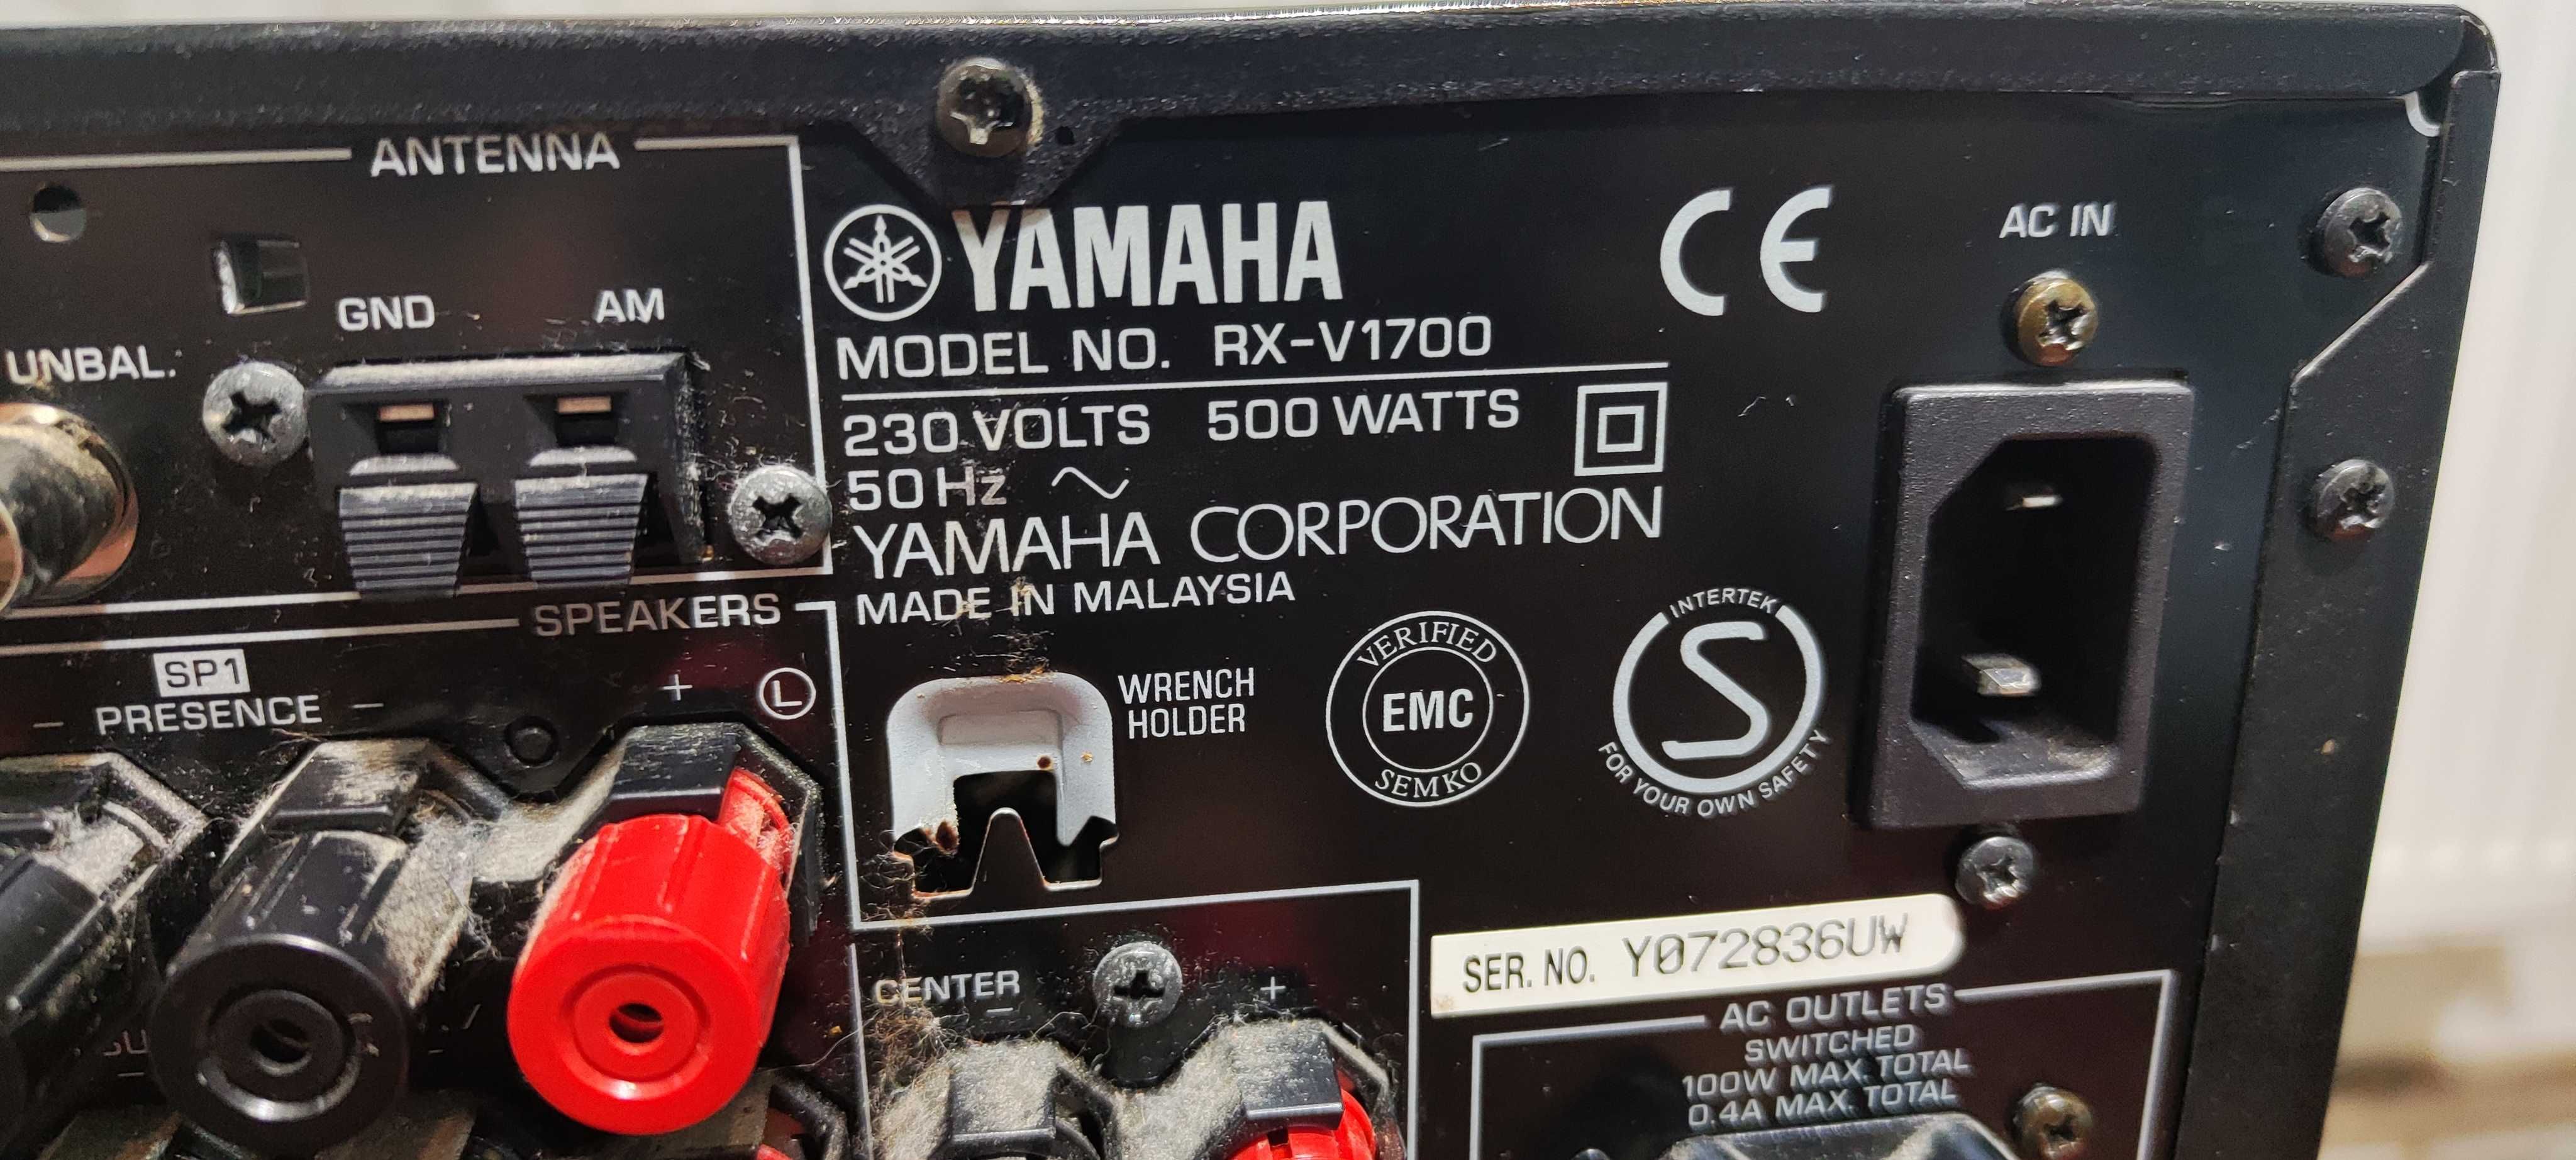 ANTENNA
GND
AM
UNBAL.
YAMAHA
MODEL NO. RX-V1700
230 VOLTS 500 WATTS
50Hz ~
YAMAHA CORPORATION
MADE IN MALAYSIA
CE
AC IN
SPEAKERS
SP1
PRESENCE
- + L
WRENCH
HOLDER
VERIFIED
EMC
SEMKO
INTERTEK
S
FOR YOUR OWN SAFETY
SER. NO. Y072836UW
CENTER
- +
AC OUTLETS
SWITCHED
100W MAX. TOTAL
0.4A MAX. TOTAL